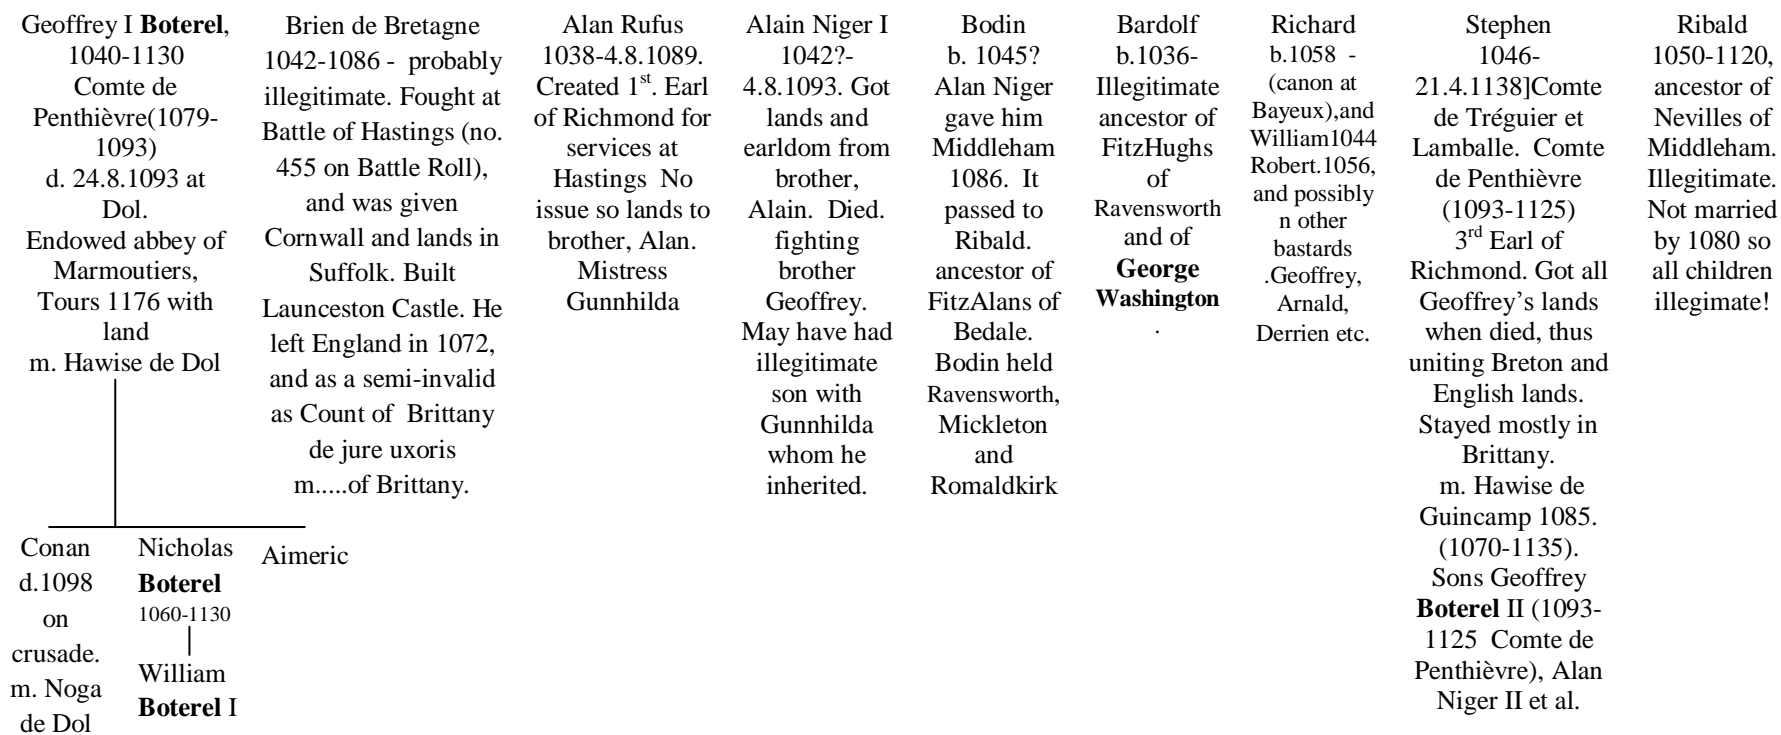 Geoffrey I Boterel,
1040-1130
Comte de
Penthièvre(1079-
1093)
d. 24.8.1093 at
Dol.
Endowed abbey of
Marmoutiers,
Tours 1176 with
land
m. Hawise de Dol
Brien de Bretagne
1042-1086 - probably
illegitimate. Fought at
Battle of Hastings (no.
455 on Battle Roll),
and was given
Cornwall and lands in
Suffolk. Built
Launceston Castle. He
left England in 1072,
and as a semi-invalid
as Count of Brittany
de jure uxoris
m.....of Brittany.
Alan Rufus
1038-4.8.1089.
Created 1st. Earl
of Richmond for
services at
Hastings No
issue so lands to
brother, Alan.
Mistress
Gunnhilda
Alain Niger I
1042?-
4.8.1093. Got
lands and
earldom from
brother,
Alain. Died.
fighting
brother
Geoffrey.
May have had
illegitimate
son with
Gunnhilda
whom he
inherited.
Bodin
b. 1045?
Alan Niger
gave him
Middleham
1086. It
passed to
Ribald.
ancestor of
FitzAlans of
Bedale.
Bodin held
Ravensworth,
Mickleton
and
Romaldkirk
Bardolf
b.1036-
Illegitimate
ancestor of
FitzHughs
of
Ravensworth
and of
George
Washington
.
Richard
b.1058 -
(canon at
Bayeux),and
William1044
Robert.1056,
and possibly
n other
bastards
.Geoffrey,
Arnald,
Derrien etc.
Stephen
1046-
21.4.1138]Comte
de Tréguier et
Lamballe. Comte
de Penthièvre
(1093-1125)
3rd Earl of
Richmond. Got all
Geoffrey’s lands
when died, thus
uniting Breton and
English lands.
Stayed mostly in
Brittany.
m. Hawise de
Guincamp 1085.
(1070-1135).
Sons Geoffrey
Boterel II (1093-
1125 Comte de
Penthièvre), Alan
Niger II et al.
Ribald
1050-1120,
ancestor of
Nevilles of
Middleham.
Illegitimate.
Not married
by 1080 so
all children
illegimate!
Conan
d.1098
on
crusade.
m. Noga
de Dol
Nicholas
Boterel
1060-1130
William
Boterel I
Aimeric